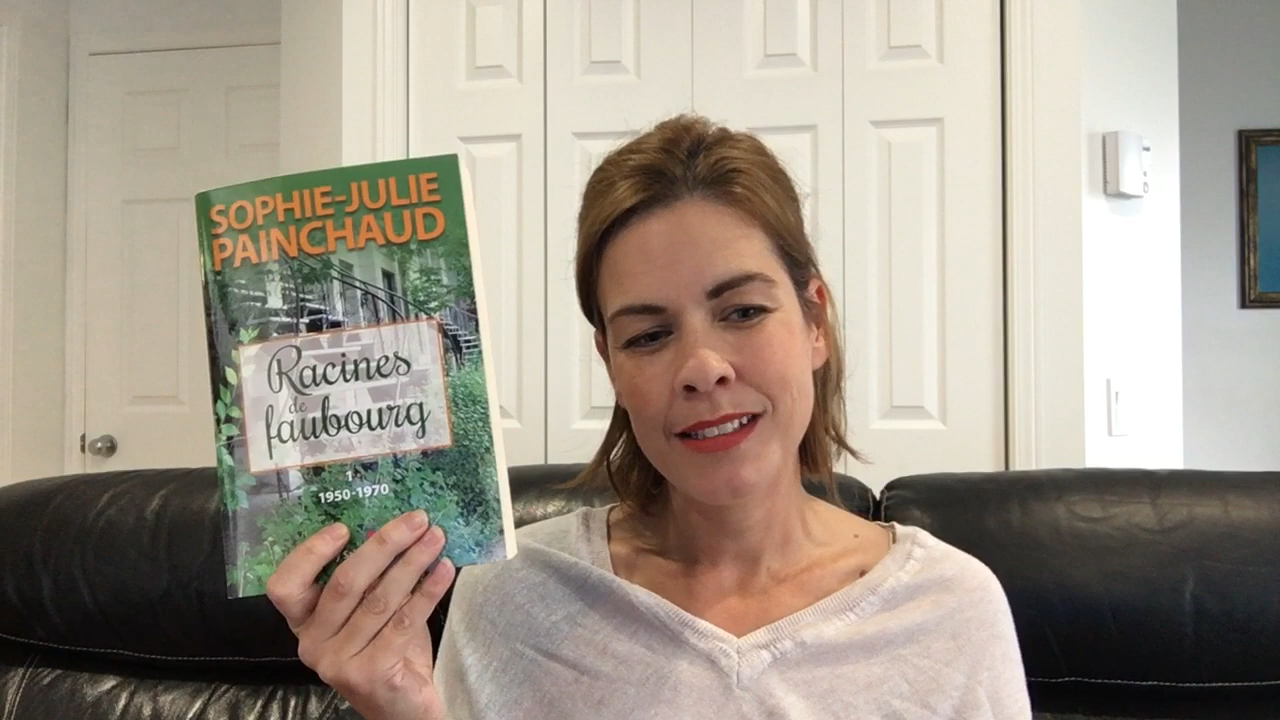 SOPHIE-JULIE
PAINCHAUD
Racines
de
faubourg
1
1950-1970